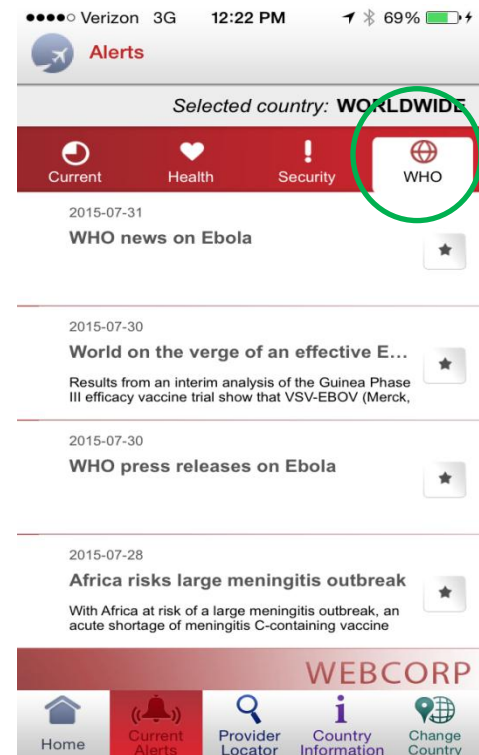 Verizon 3G 12:22 PM 69%
Alerts
Selected country: WORLDWIDE
Current Health Security WHO
2015-07-31
WHO news on Ebola
2015-07-30
World on the verge of an effective E...
Results from an interim analysis of the Guinea Phase
III efficacy vaccine trial show that VSV-EBOV (Merck,
2015-07-30
WHO press releases on Ebola
2015-07-28
Africa risks large meningitis outbreak
With Africa at risk of a large meningitis outbreak, an
acute shortage of meningitis C-containing vaccine
WEBCORP
Home Current Alerts Provider Locator Country Information Change Country